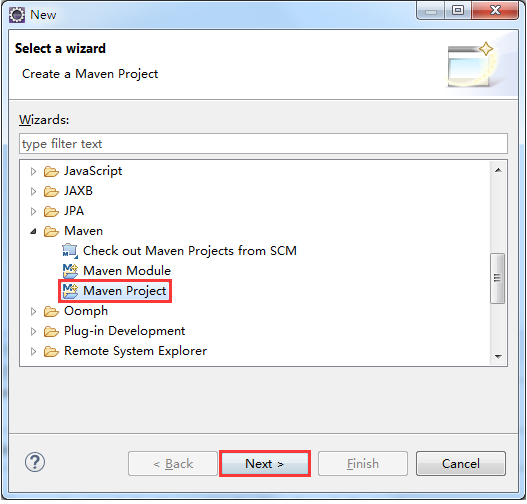 New
Select a wizard
Create a Maven Project
Wizards:
type filter text
JavaScript
JAXB
JPA
Maven
Check out Maven Projects from SCM
Maven Module
Maven Project
Oomph
Plug-in Development
Remote System Explorer
? < Back Next > Finish Cancel